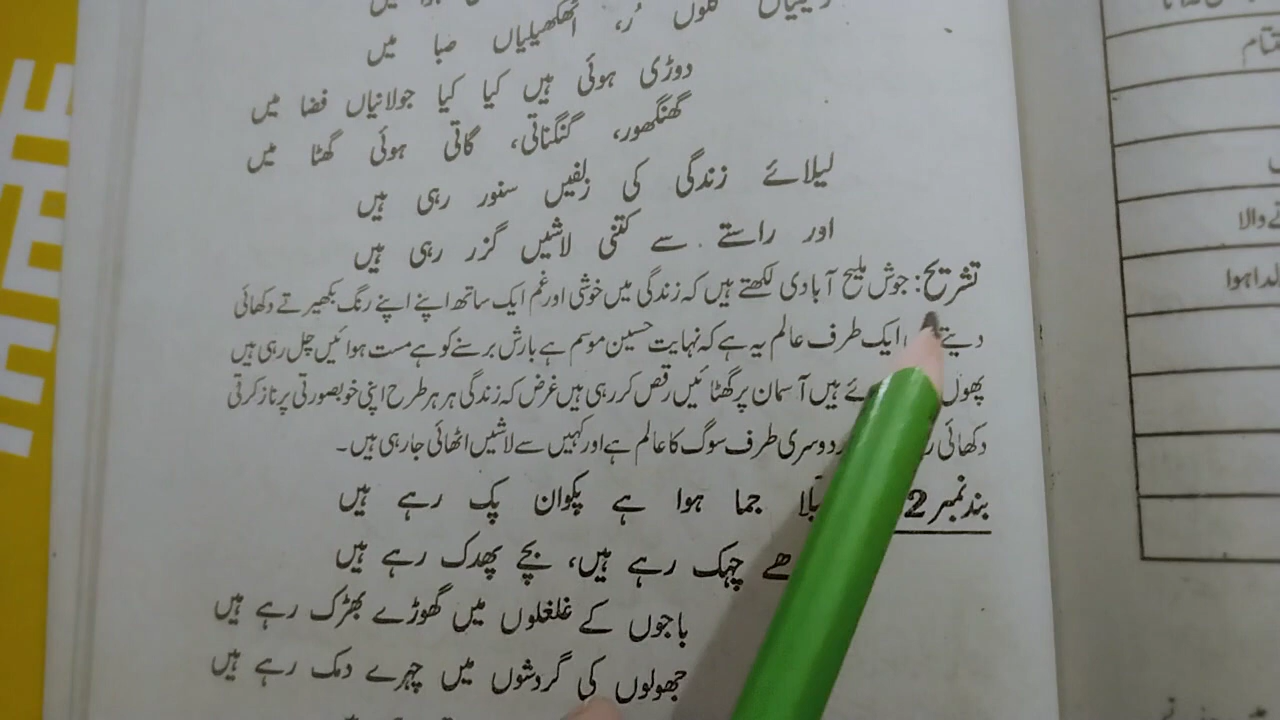 گلوں پُر، اٹھکھیلیاں صبا میں
دوڑی ہوئی ہیں کیا کیا جولانیاں فضا میں
گھنگھور، گنگناتی، گاتی ہوئی گھٹا میں
لیلائے زندگی کی زلفیں سنور رہی ہیں
اور راستے سے کتنی لاشیں گزر رہی ہیں
تشریح: جوش ملیح آبادی لکھتے ہیں کہ زندگی میں خوشی اور غم ایک ساتھ اپنے اپنے رنگ بکھیرتے دکھائی
دیتے ایک طرف عالم یہ ہے کہ نہایت حسین موسم ہے بارش برسنے کو ہے مست ہوائیں چل رہی ہیں
پھول ہیں آسمان پر گھٹائیں رقص کر رہی ہیں غرض کہ زندگی ہر ہر طرح اپنی خوبصورتی پر ناز کرتی
دکھائی دوسری طرف سوگ کا عالم ہے اور کہیں سے لاشیں اٹھائی جا رہی ہیں۔
بند نمبر 2 جما ہوا ہے پکوان پک رہے ہیں
چہک رہے ہیں، بچے پھدک رہے ہیں
باجوں کے غلغلوں میں گھوڑے بھڑک رہے ہیں
جھولوں کی گردشوں میں چہرے دمک رہے ہیں
تام
والا
لدا ہوا